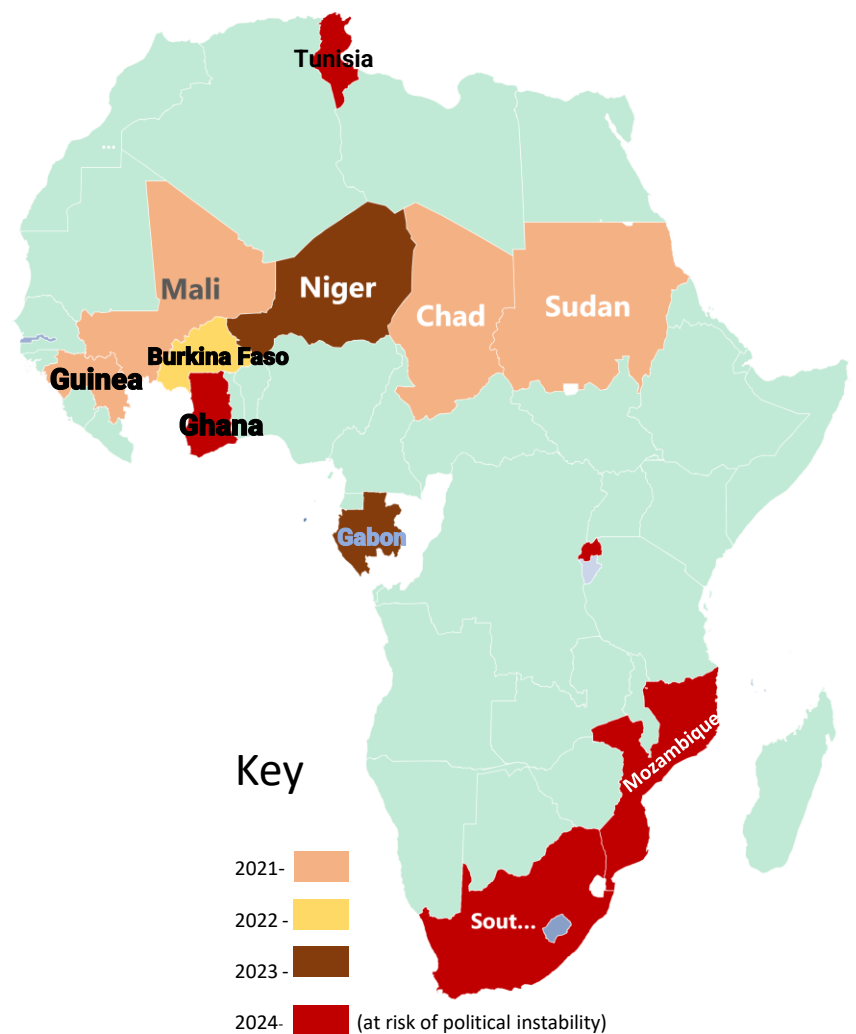 Tunisia
...
Mali
Niger
Chad
Sudan
Burkina Faso
Guinea
Ghana
Gabon
Mozambique
Sout...
Key
2021-
2022 -
2023 -
2024- (at risk of political instability)